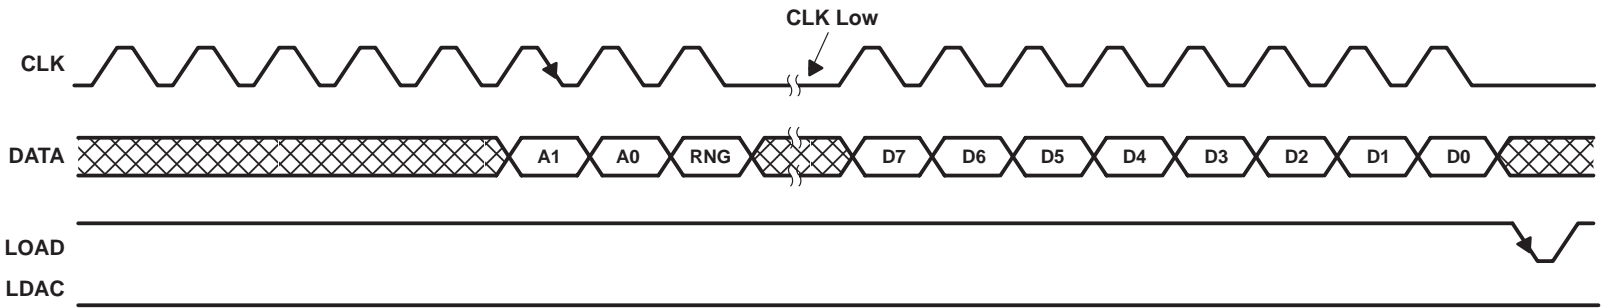 CLK Low
CLK
DATA A1 A0 RNG D7 D6 D5 D4 D3 D2 D1 D0
LOAD
LDAC